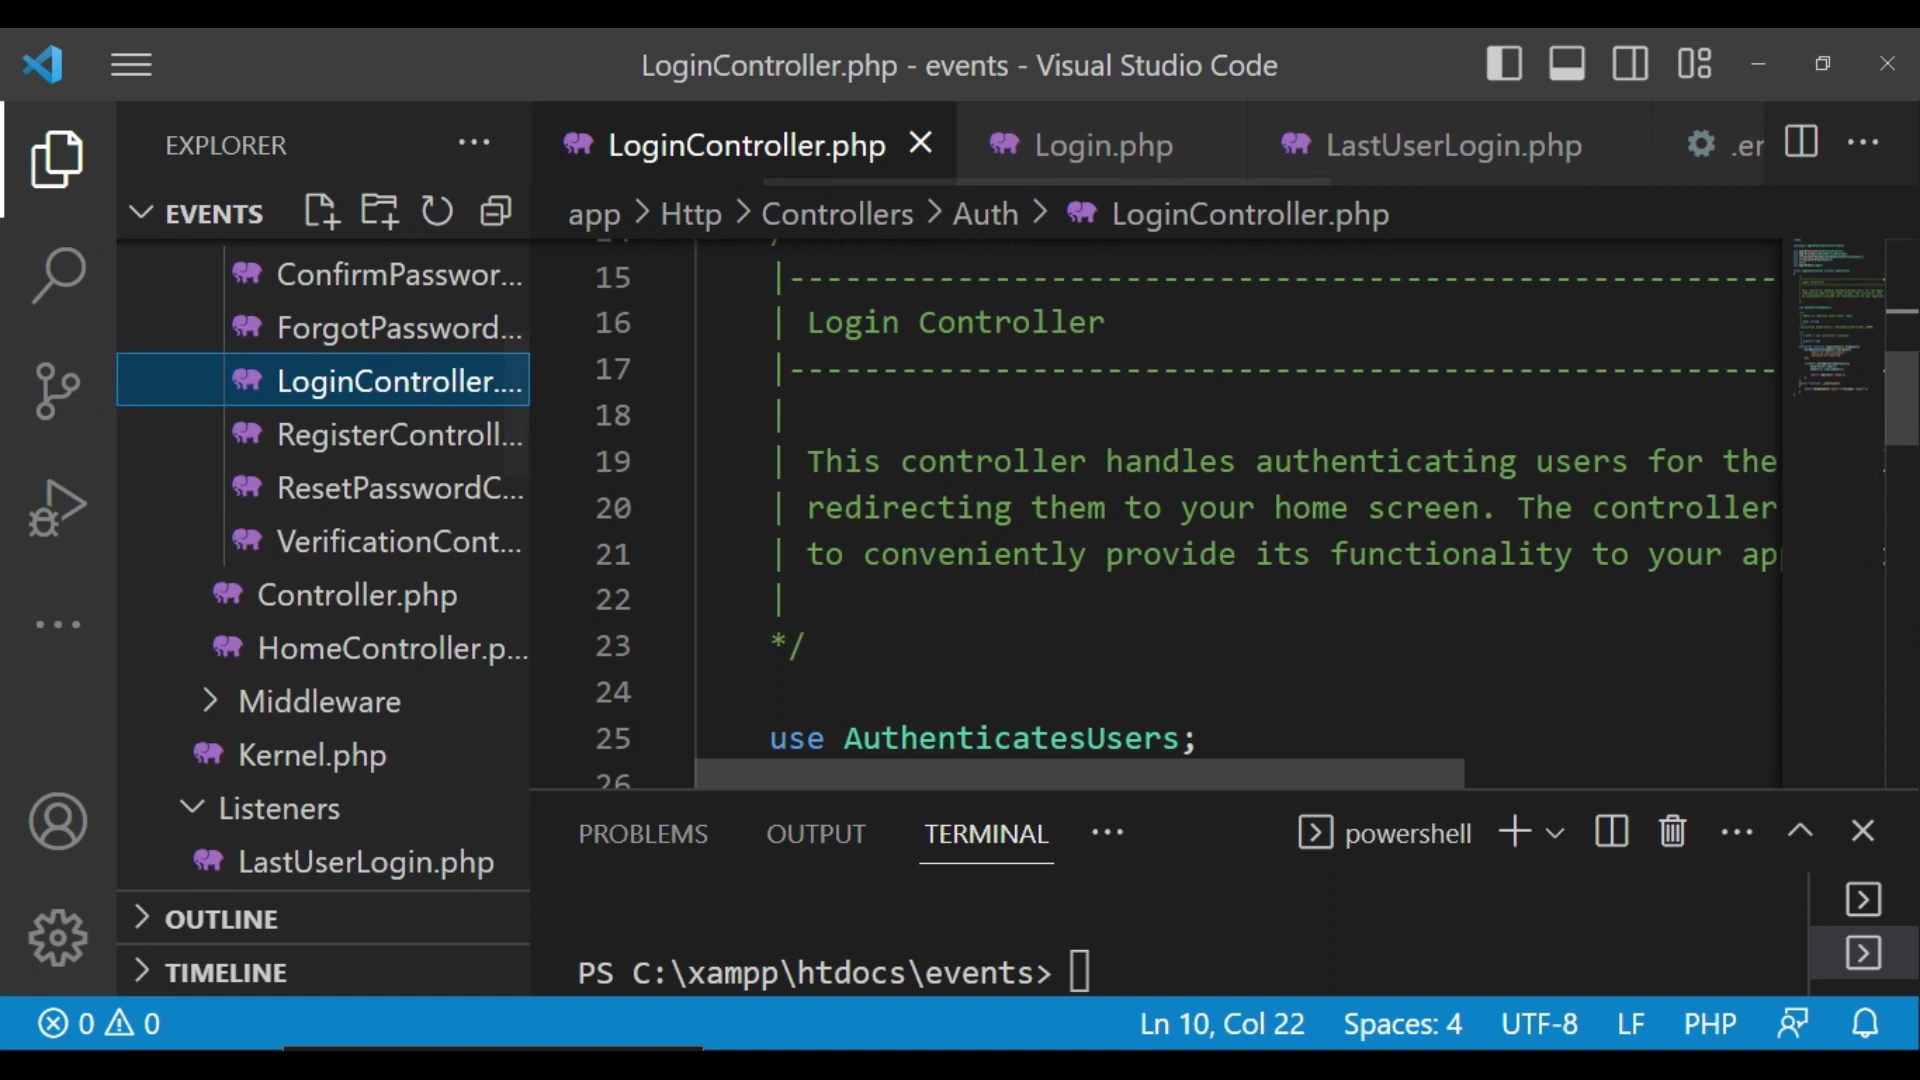 LoginController.php - events - Visual Studio Code
EXPLORER
EVENTS
ConfirmPasswor...
ForgotPassword...
LoginController....
RegisterControll...
ResetPasswordC...
VerificationCont...
Controller.php
HomeController.p...
Middleware
Kernel.php
Listeners
LastUserLogin.php
OUTLINE
TIMELINE
LoginController.php
Login.php
LastUserLogin.php
.er
app > Http > Controllers > Auth > LoginController.php
15 |-----------------------------------------------------
16 | Login Controller
17 |-----------------------------------------------------
18 |
19 | This controller handles authenticating users for the
20 | redirecting them to your home screen. The controller
21 | to conveniently provide its functionality to your ap
22 |
23 */
24
25 use AuthenticatesUsers;
26
PROBLEMS OUTPUT TERMINAL
powershell
PS C:\xampp\htdocs\events>
0 0
Ln 10, Col 22 Spaces: 4 UTF-8 LF PHP